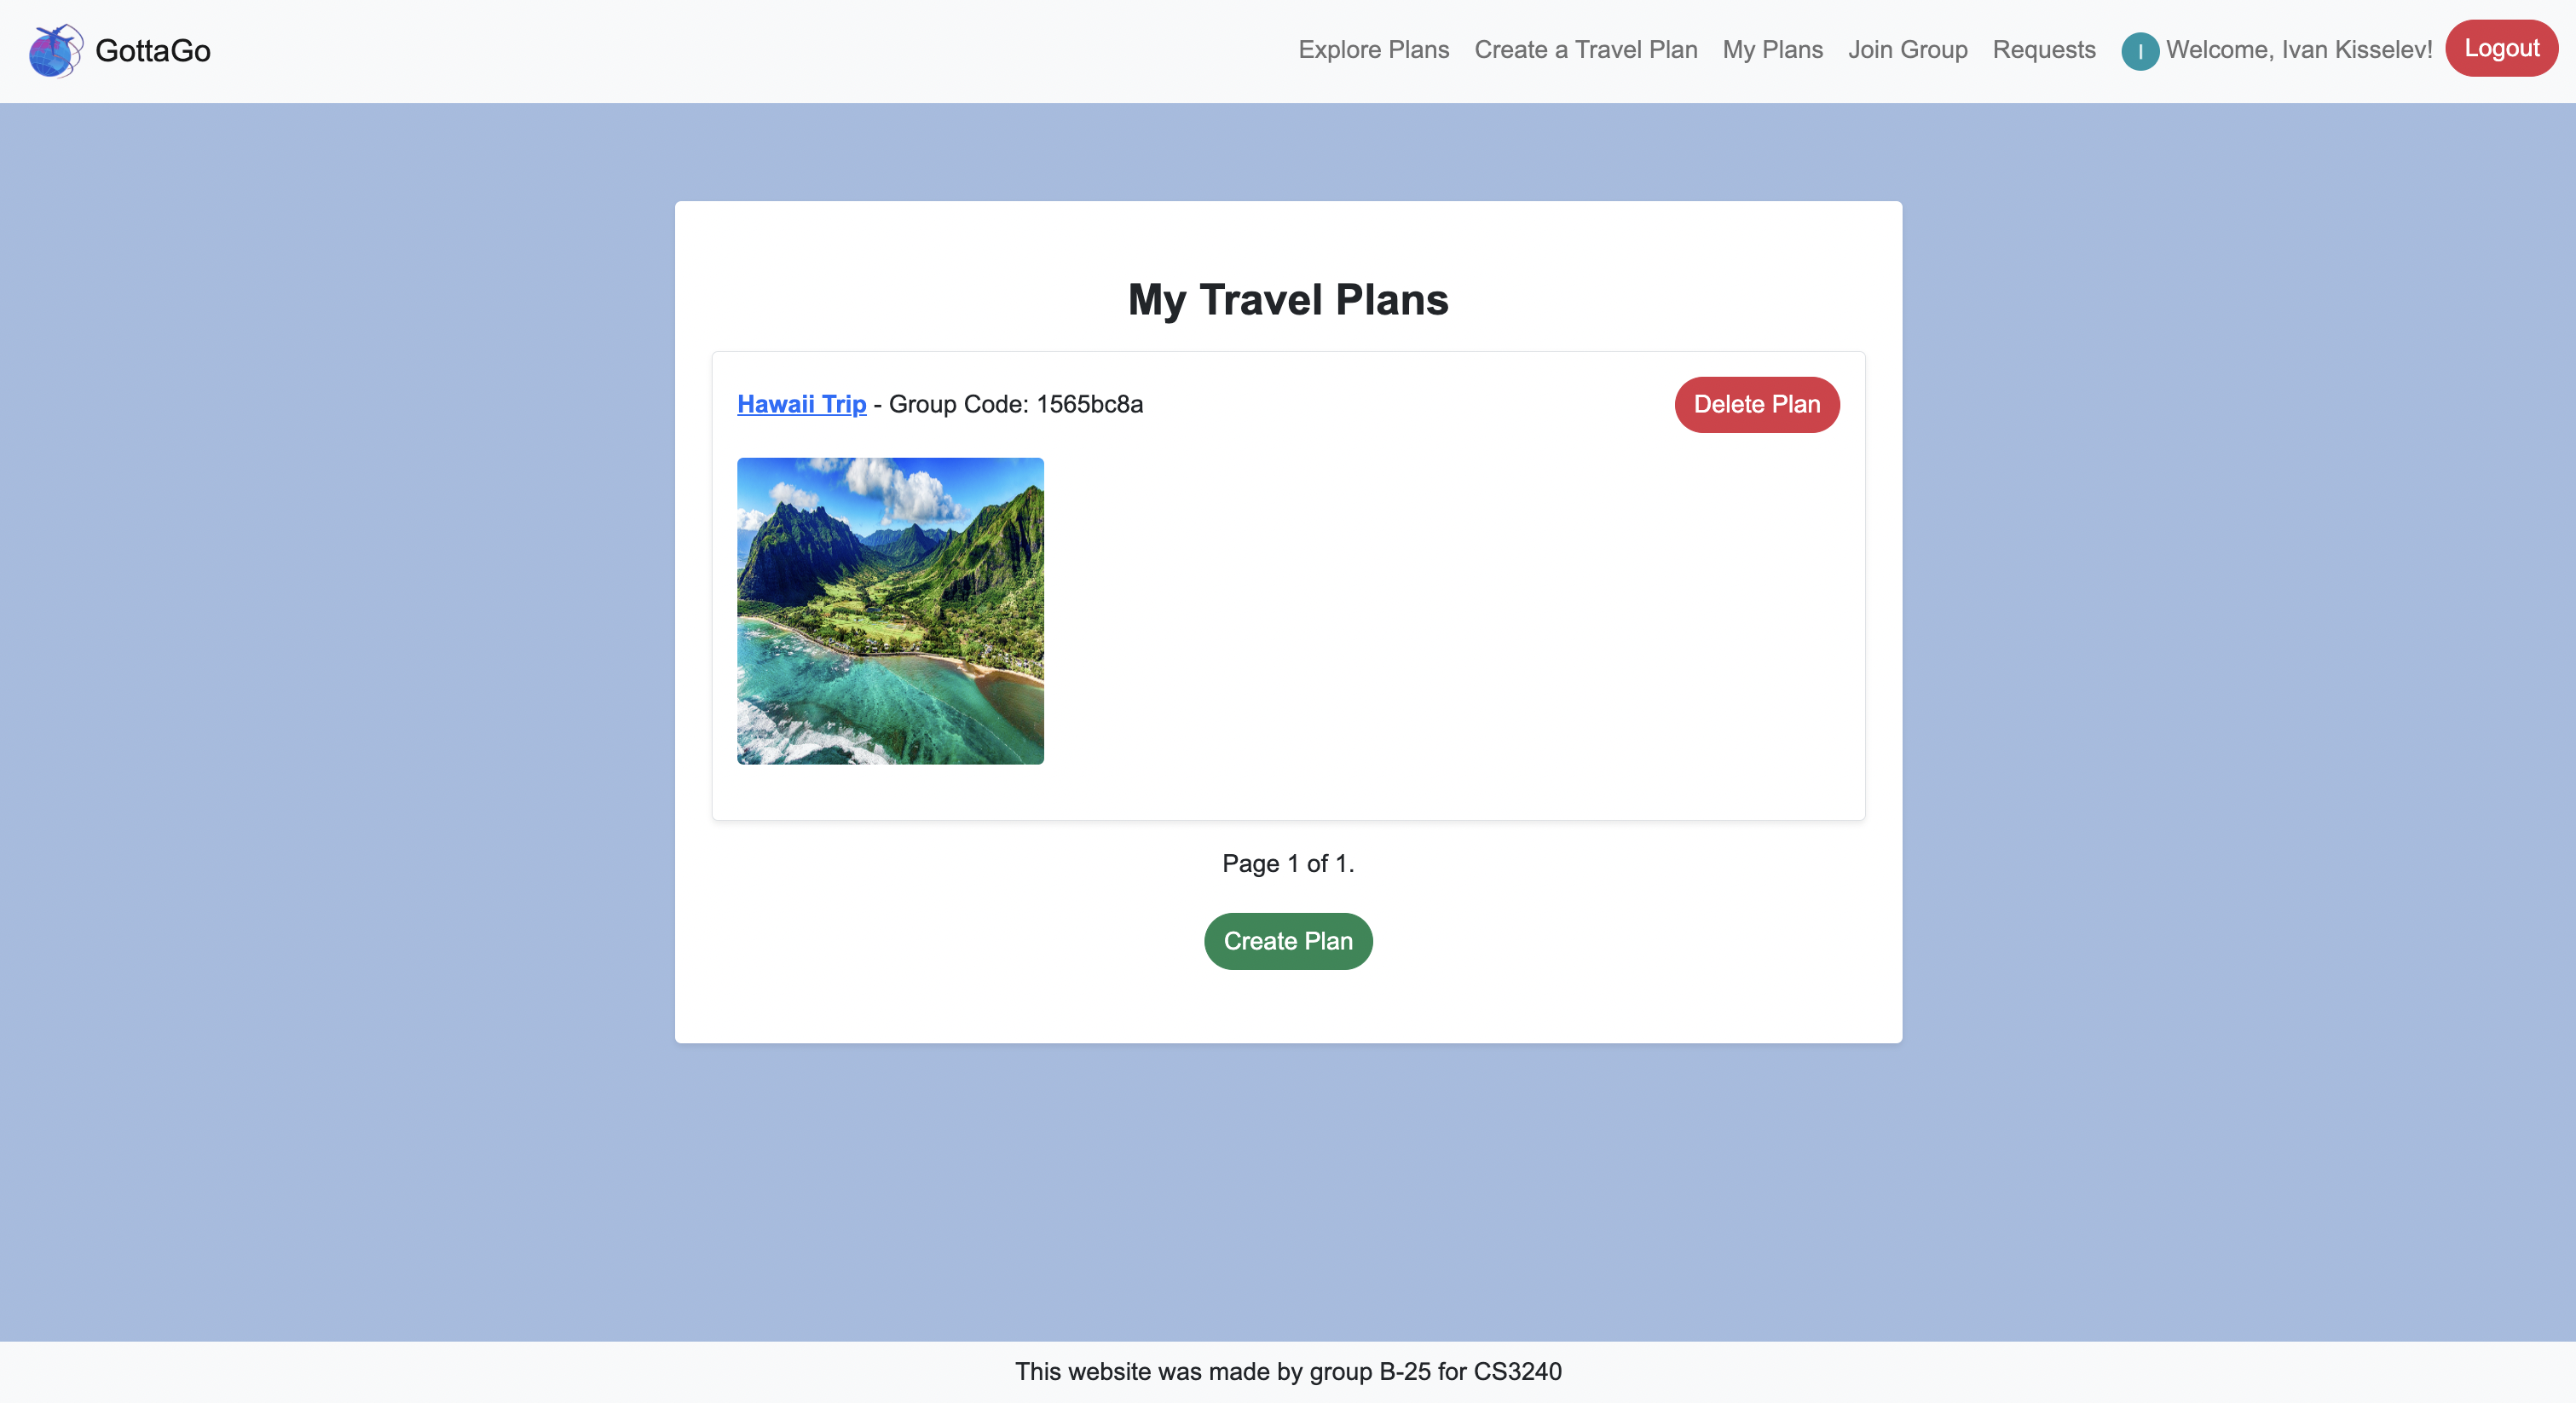 GottaGo
Explore Plans
Create a Travel Plan
My Plans
Join Group
Requests
I
Welcome, Ivan Kisselev!
Logout
My Travel Plans
Hawaii Trip - Group Code: 1565bc8a
Delete Plan
Page 1 of 1.
Create Plan
This website was made by group B-25 for CS3240